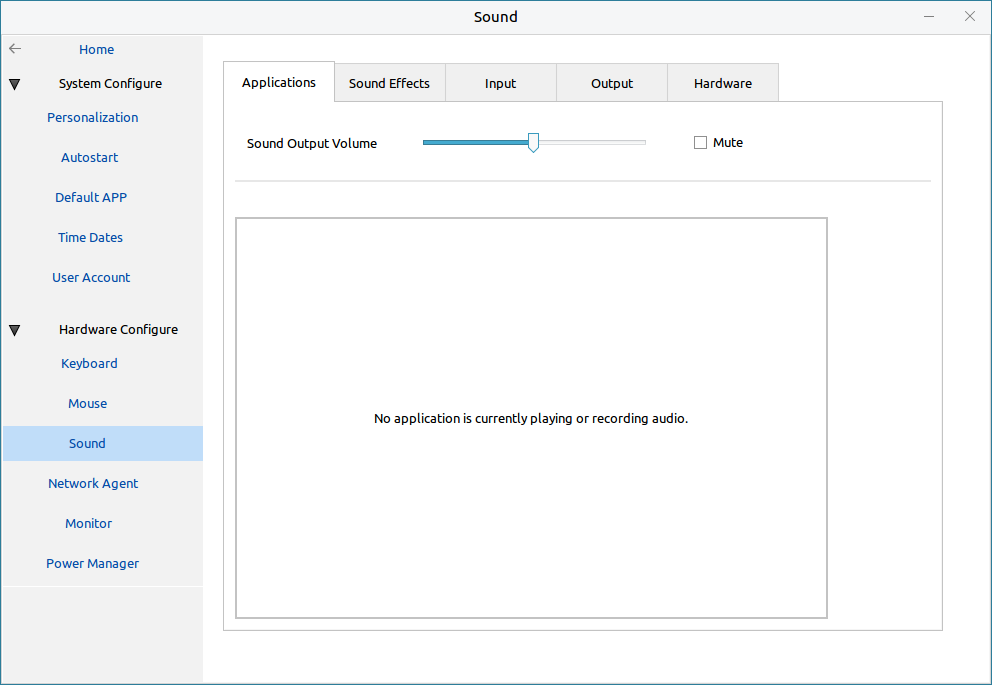 Sound
Home
System Configure
Personalization
Autostart
Default APP
Time Dates
User Account
Hardware Configure
Keyboard
Mouse
Sound
Network Agent
Monitor
Power Manager
Applications
Sound Effects
Input
Output
Hardware
Sound Output Volume
Mute
No application is currently playing or recording audio.